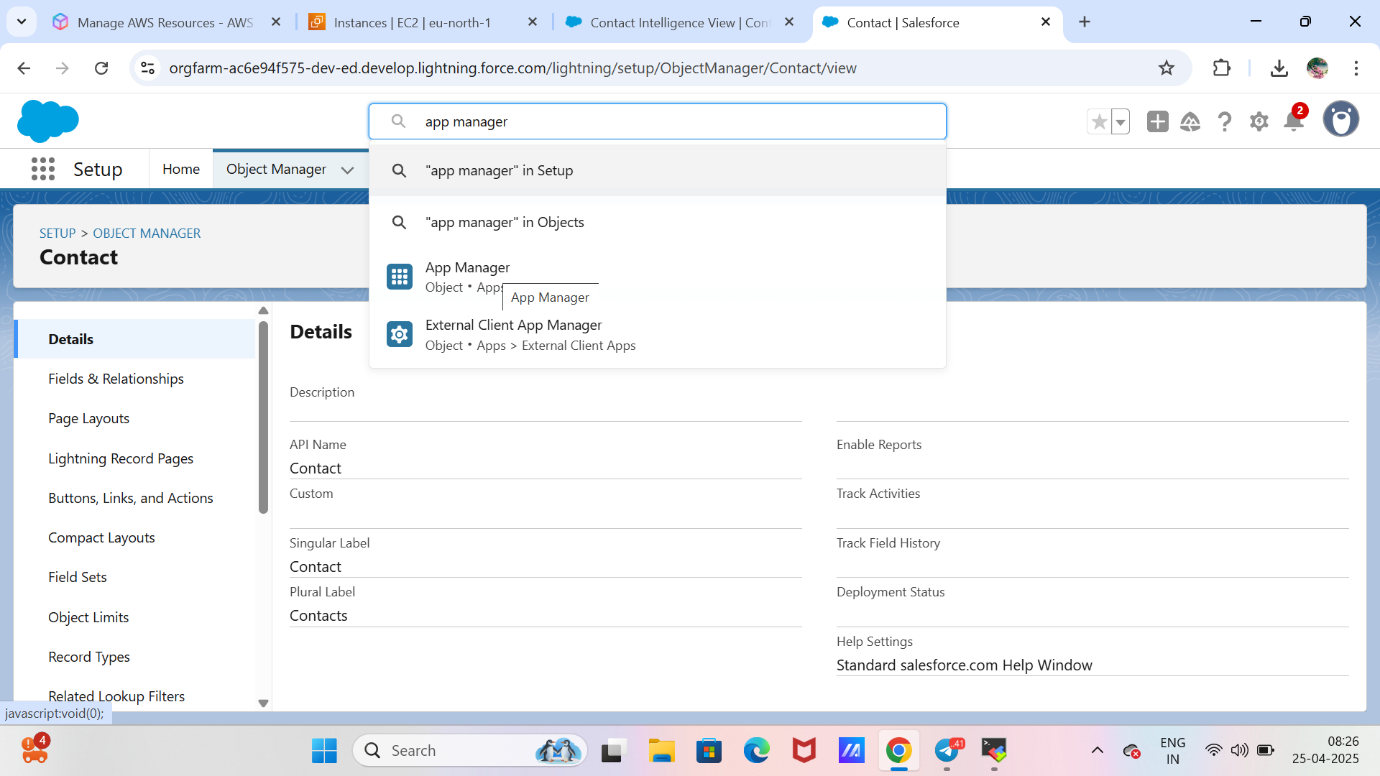 Manage AWS Resources - AWS
Instances | EC2 | eu-north-1
Contact Intelligence View | Con
Contact | Salesforce
orgfarm-ac6e94f575-dev-ed.develop.lightning.force.com/lightning/setup/ObjectManager/Contact/view
app manager
2
Setup
Home
Object Manager
"app manager" in Setup
"app manager" in Objects
App Manager
Object • Apps
App Manager
External Client App Manager
Object • Apps > External Client Apps
SETUP > OBJECT MANAGER
Contact
Details
Fields & Relationships
Page Layouts
Lightning Record Pages
Buttons, Links, and Actions
Compact Layouts
Field Sets
Object Limits
Record Types
Related Lookup Filters
Details
Description
API Name
Contact
Custom
Singular Label
Contact
Plural Label
Contacts
Enable Reports
Track Activities
Track Field History
Deployment Status
Help Settings
Standard salesforce.com Help Window
javascript:void(0);
4
Search
41
ENG
IN
08:26
25-04-2025